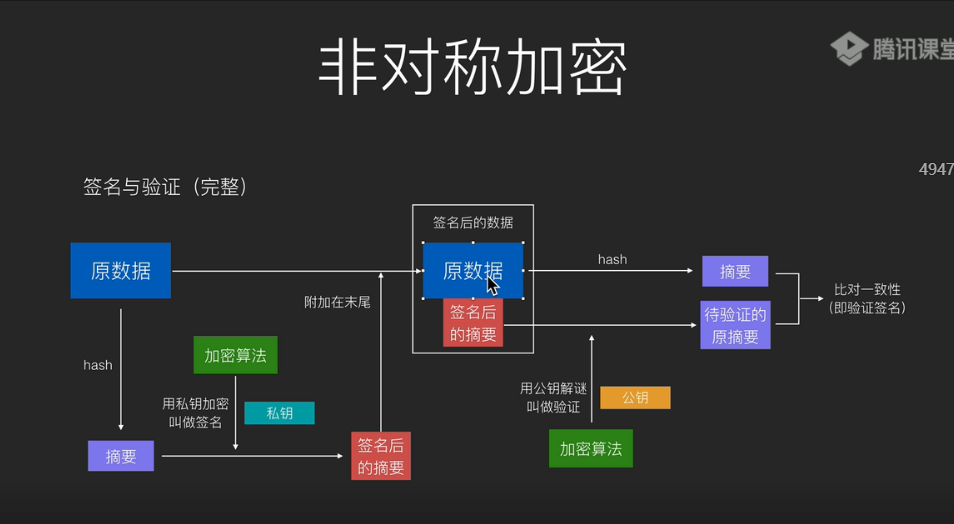 非对称加密
腾讯课堂
4947
签名与验证（完整）
签名后的数据
原数据
原数据
hash
摘要
比对一致性
(即验证签名)
附加在末尾
签名后
的摘要
待验证的
原摘要
hash
加密算法
用私钥加密
叫做签名
私钥
用公钥解谜
叫做验证
公钥
摘要
签名后
的摘要
加密算法